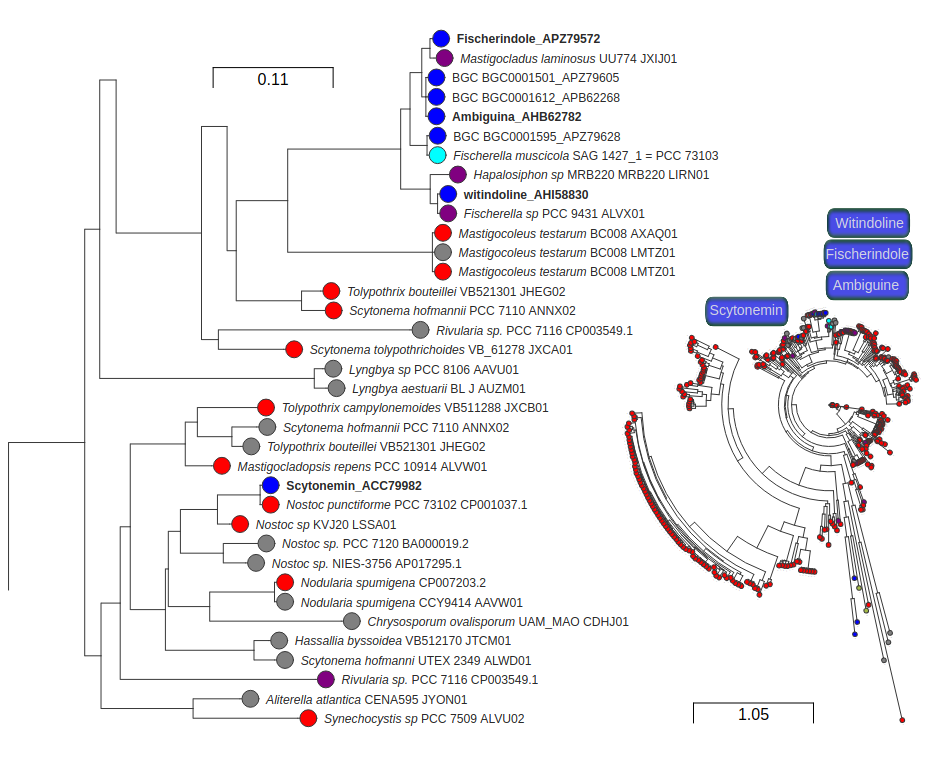 Fischerindole_APZ79572
Mastigocladus laminosus UU774 JXIJ01
0.11
BGC BGC0001501_APZ79605
BGC BGC0001612_APB62268
Ambiguina_AHB62782
BGC BGC0001595_APZ79628
Fischerella muscicola SAG 1427_1 = PCC 73103
Hapalosiphon sp MRB220 MRB220 LIRN01
witindoline_AHI58830
Fischerella sp PCC 9431 ALVX01
Mastigocoleus testarum BC008 AXAQ01
Mastigocoleus testarum BC008 LMTZ01
Mastigocoleus testarum BC008 LMTZ01
Tolypothrix bouteillei VB521301 JHEG02
Scytonema hofmannii PCC 7110 ANNX02
Rivularia sp. PCC 7116 CP003549.1
Scytonema tolypothrichoides VB_61278 JXCA01
Lyngbya sp PCC 8106 AAVU01
Lyngbya aestuarii BL J AUZM01
Tolypothrix campylonemoides VB511288 JXCB01
Scytonema hofmannii PCC 7110 ANNX02
Tolypothrix bouteillei VB521301 JHEG02
Mastigocladopsis repens PCC 10914 ALVW01
Scytonemin_ACC79982
Nostoc punctiforme PCC 73102 CP001037.1
Nostoc sp KVJ20 LSSA01
Nostoc sp. PCC 7120 BA000019.2
Nostoc sp. NIES-3756 AP017295.1
Nodularia spumigena CP007203.2
Nodularia spumigena CCY9414 AAVW01
Chrysosporum ovalisporum UAM_MAO CDHJ01
Hassallia byssoidea VB512170 JTCM01
Scytonema hofmanni UTEX 2349 ALWD01
Rivularia sp. PCC 7116 CP003549.1
Aliterella atlantica CENA595 JYON01
Synechocystis sp PCC 7509 ALVU02
Witindoline
Fischerindole
Ambiguine
Scytonemin
1.05